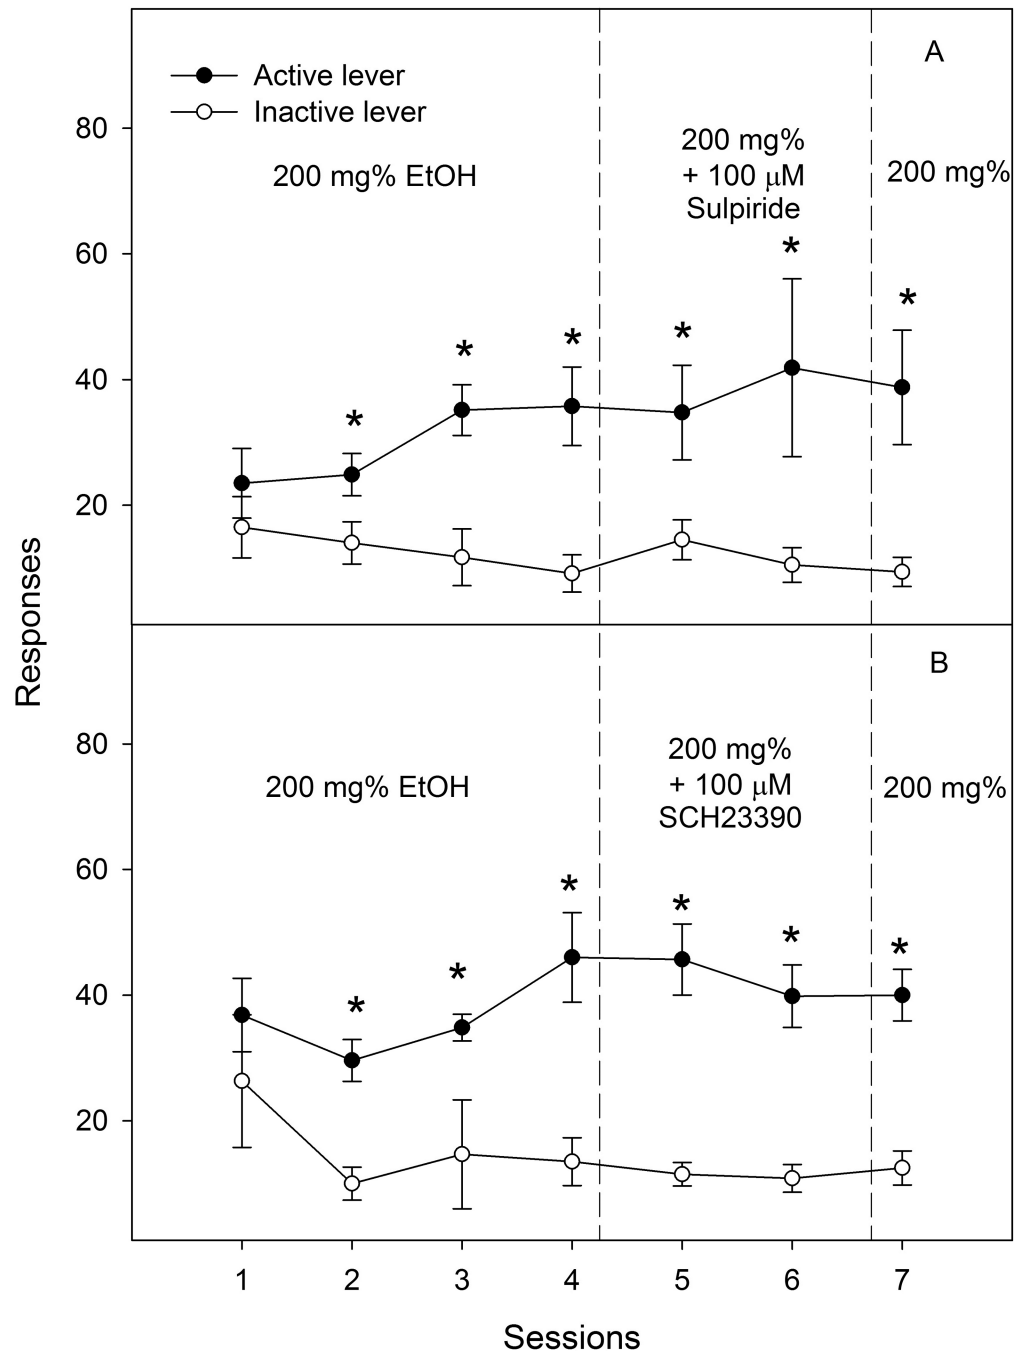 A
Active lever
Inactive lever
80
200 mg% EtOH
200 mg%
+ 100 μM
Sulpiride
200 mg%
60
*
*
*
*
*
*
40
20
Responses
B
80
200 mg% EtOH
200 mg%
+ 100 μM
SCH23390
200 mg%
60
*
*
*
*
*
*
40
20
1 2 3 4 5 6 7
Sessions